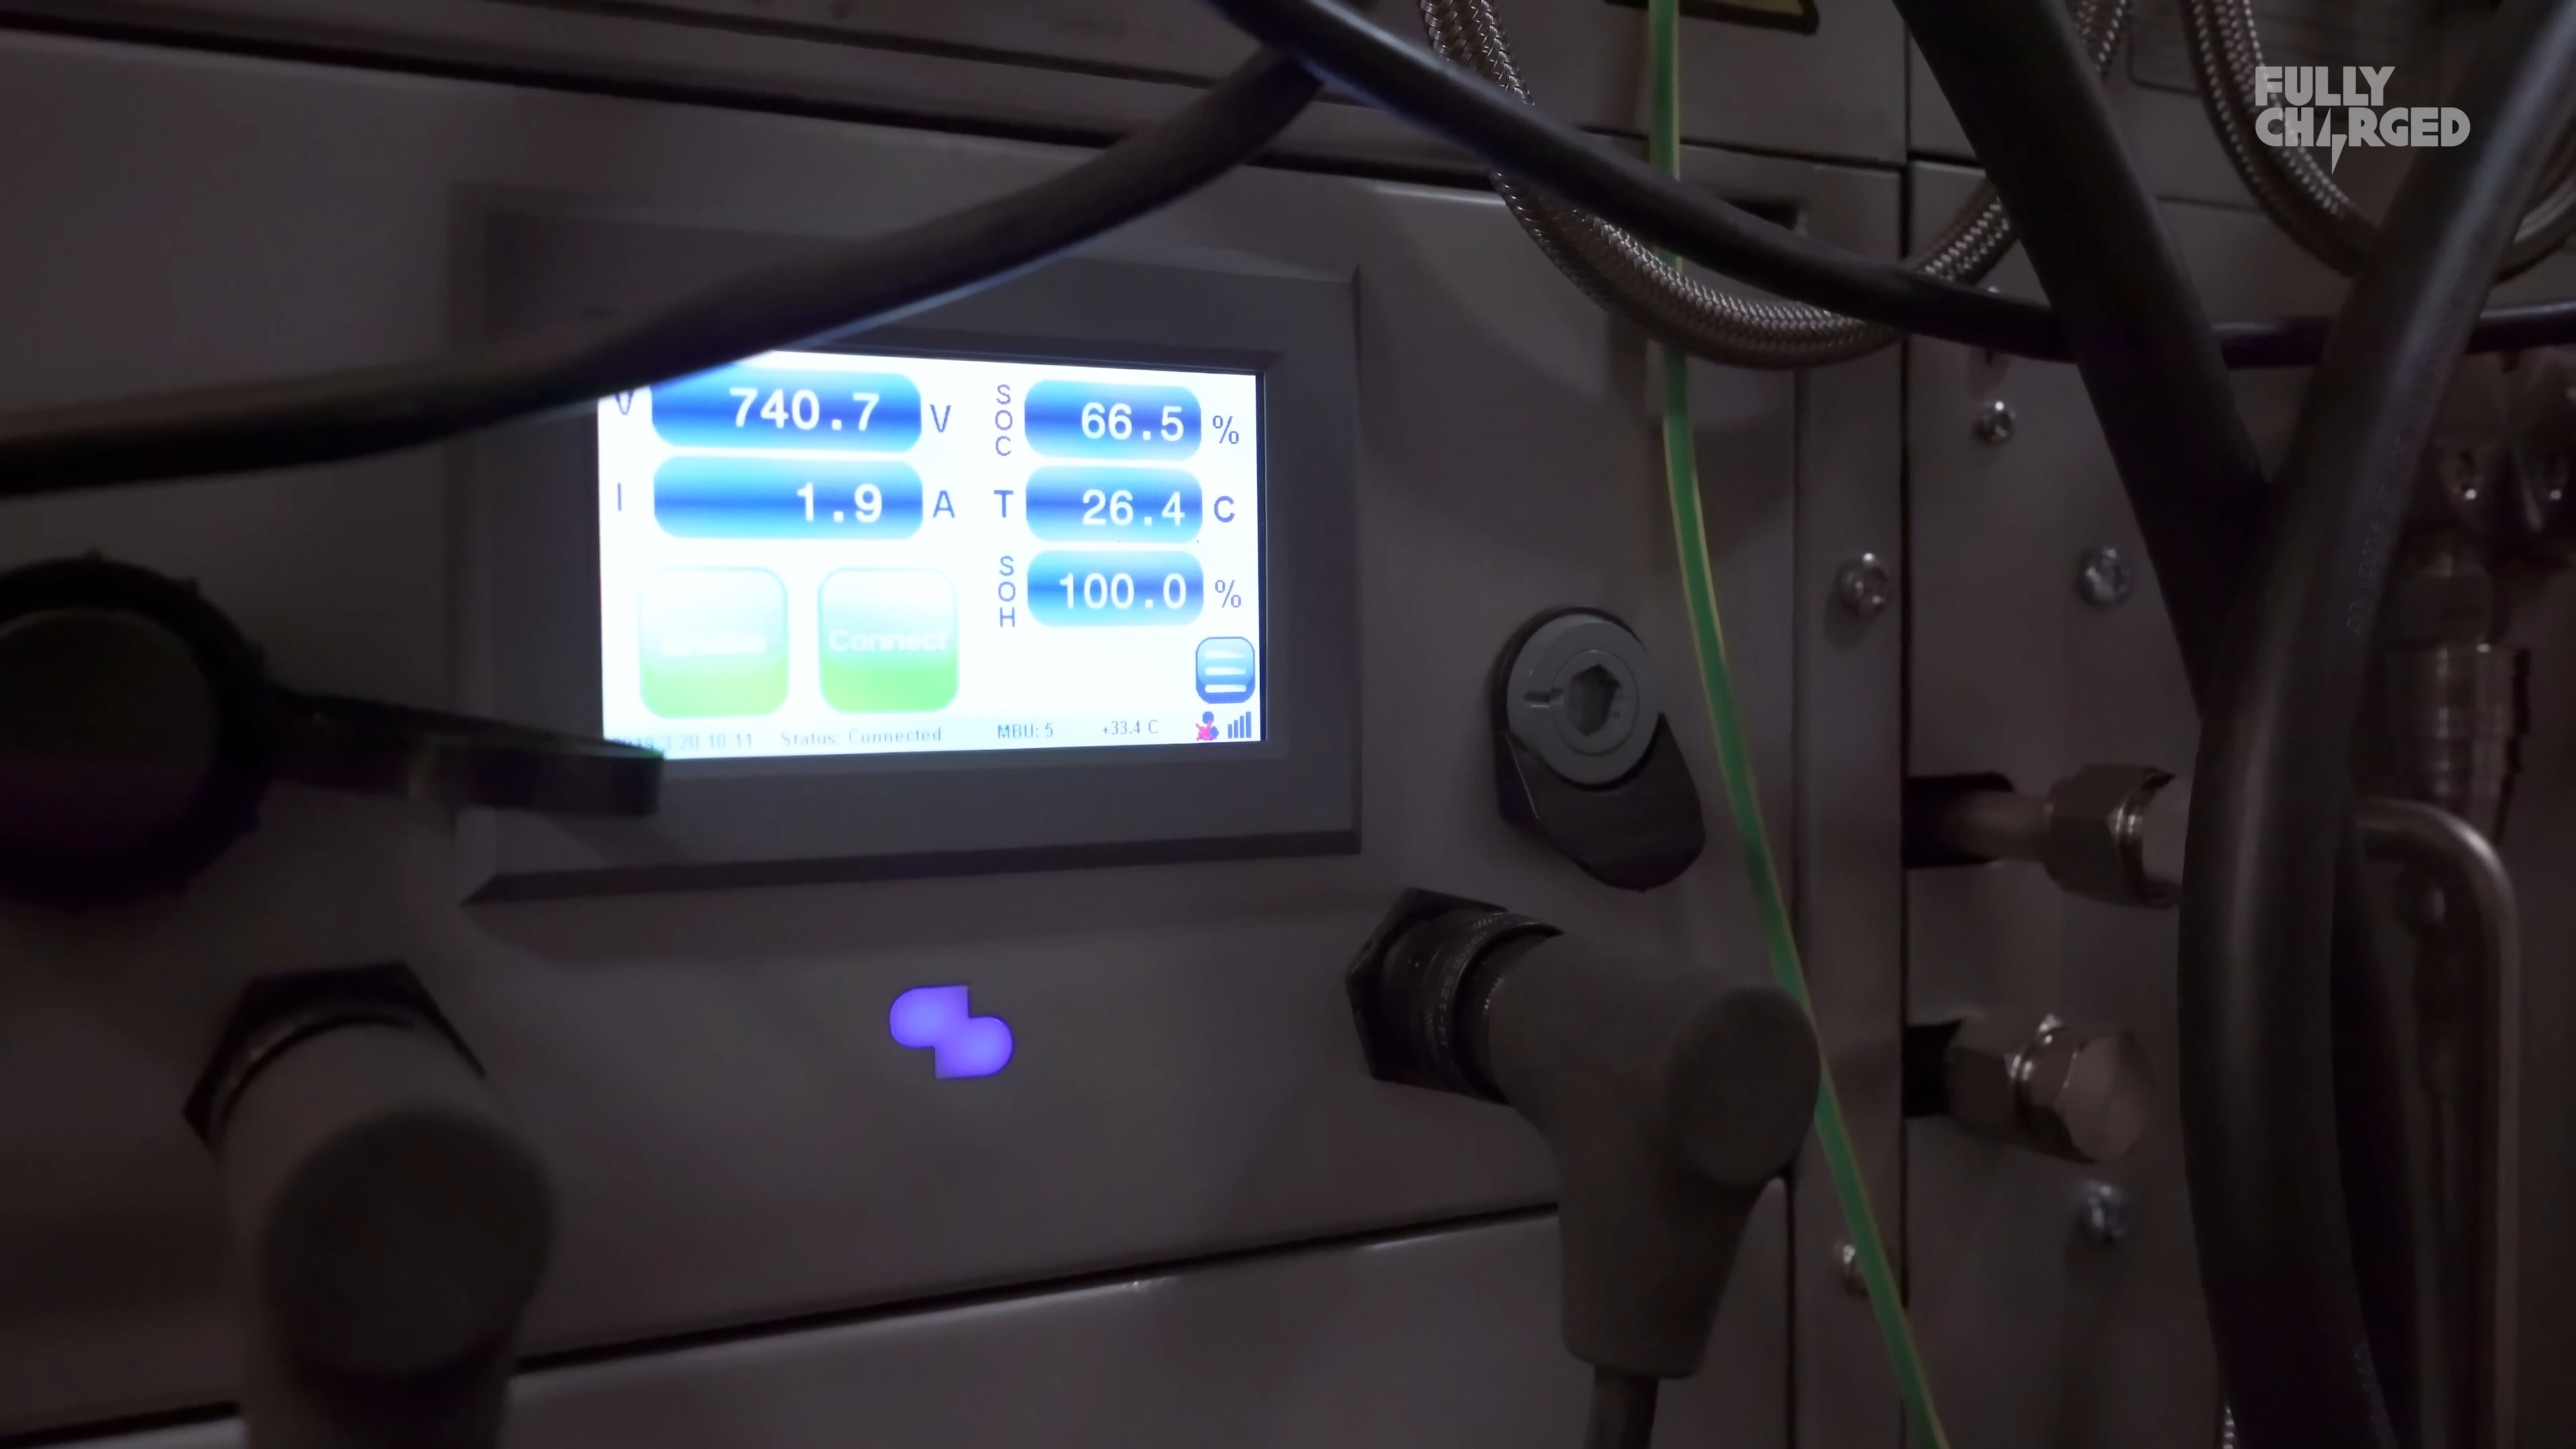 FULLY
CHARGED
V 740.7 V
I 1.9 A
SOC 66.5 %
T 26.4 C
SOH 100.0 %
Connect
Status: Connected
MBU: 5
+33.4 C